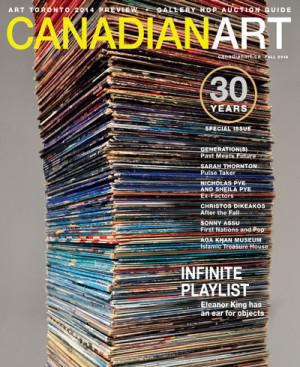 ART TORONTO 2014 PREVIEW • GALLERY HOP AUCTION GUIDE
CANADIANART
canadianart.ca FALL 2014
30
YEARS
SPECIAL ISSUE
GENERATION(S)
Past Meets Future
SARAH THORNTON
Pulse Taker
NICHOLAS PYE
AND SHEILA PYE
Ex-Factors
CHRISTOS DIKEAKOS
After the Fall
SONNY ASSU
First Nations and Pop
AGA KHAN MUSEUM
Islamic Treasure House
INFINITE
PLAYLIST
Eleanor King has
an ear for objects